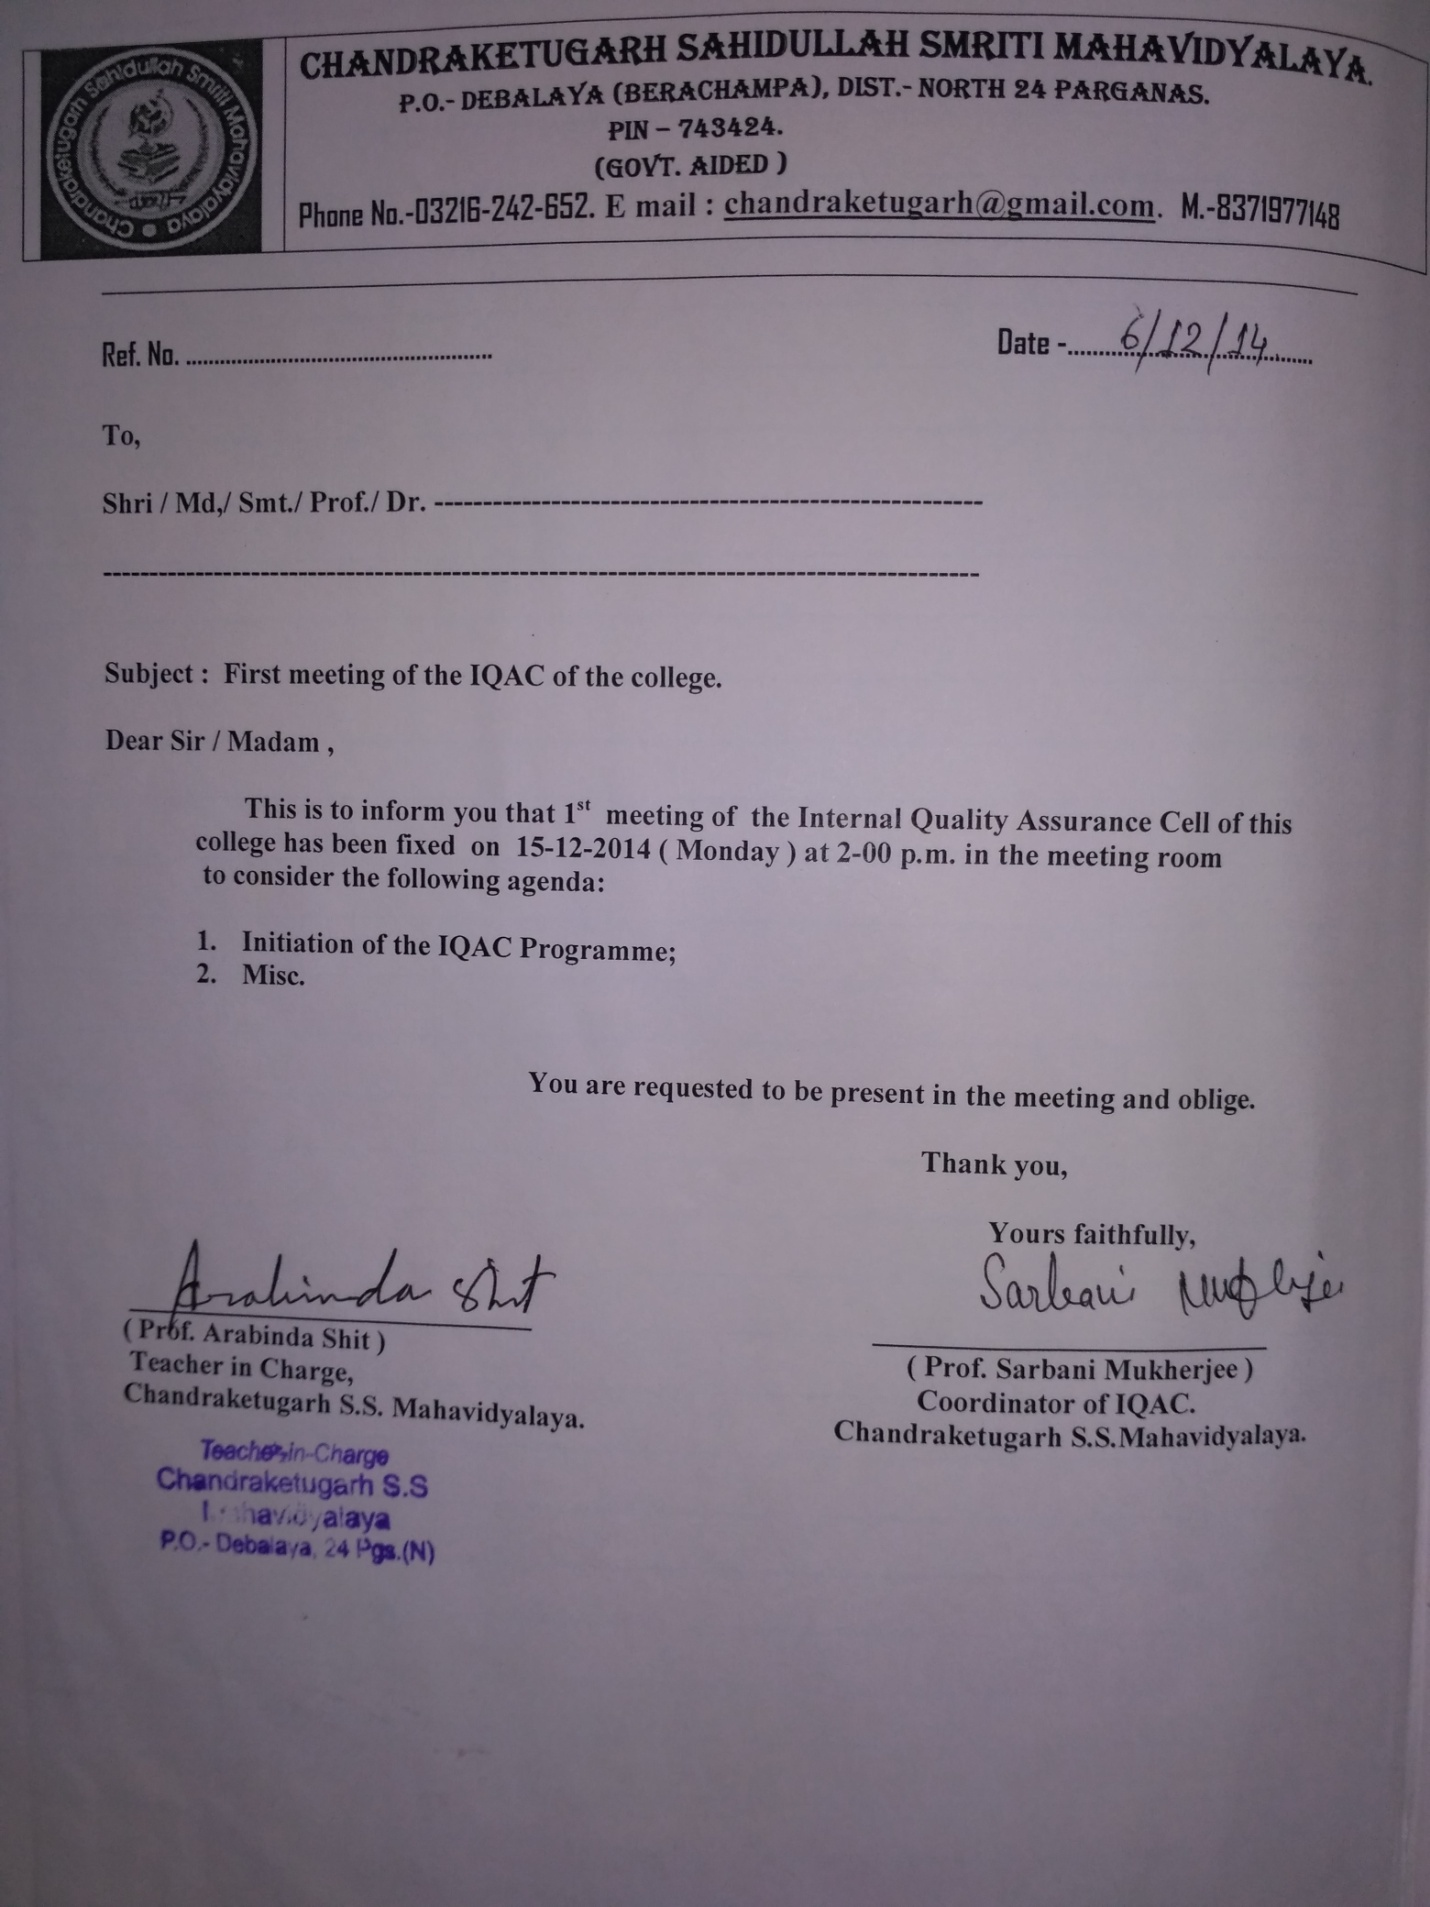 Chandraketugarh Sahidullah Smriti Mahavidyalaya
CHANDRAKETUGARH SAHIDULLAH SMRITI MAHAVIDYALAYA.
P.O.- DEBALAYA (BERACHAMPA), DIST.- NORTH 24 PARGANAS.
PIN – 743424.
(GOVT. AIDED )
Phone No.-03216-242-652. E mail : chandraketugarh@gmail.com. M.-8371977148
Ref. No. ......................................................
Date -.......6/12/14........
To,
Shri / Md,/ Smt./ Prof./ Dr. ---------------------------------------------------------
-------------------------------------------------------------------------------------------
Subject : First meeting of the IQAC of the college.
Dear Sir / Madam ,
This is to inform you that 1st meeting of the Internal Quality Assurance Cell of this
college has been fixed on 15-12-2014 ( Monday ) at 2-00 p.m. in the meeting room
to consider the following agenda:
1. Initiation of the IQAC Programme;
2. Misc.
You are requested to be present in the meeting and oblige.
Thank you,
Yours faithfully,
Arabinda Shit
Sarbani Mukherjee
( Prof. Arabinda Shit )
Teacher in Charge,
Chandraketugarh S.S. Mahavidyalaya.
( Prof. Sarbani Mukherjee )
Coordinator of IQAC.
Chandraketugarh S.S.Mahavidyalaya.
Teacher-in-Charge
Chandraketugarh S.S
Mahavidyalaya
P.O.- Debalaya, 24 Pgs.(N)